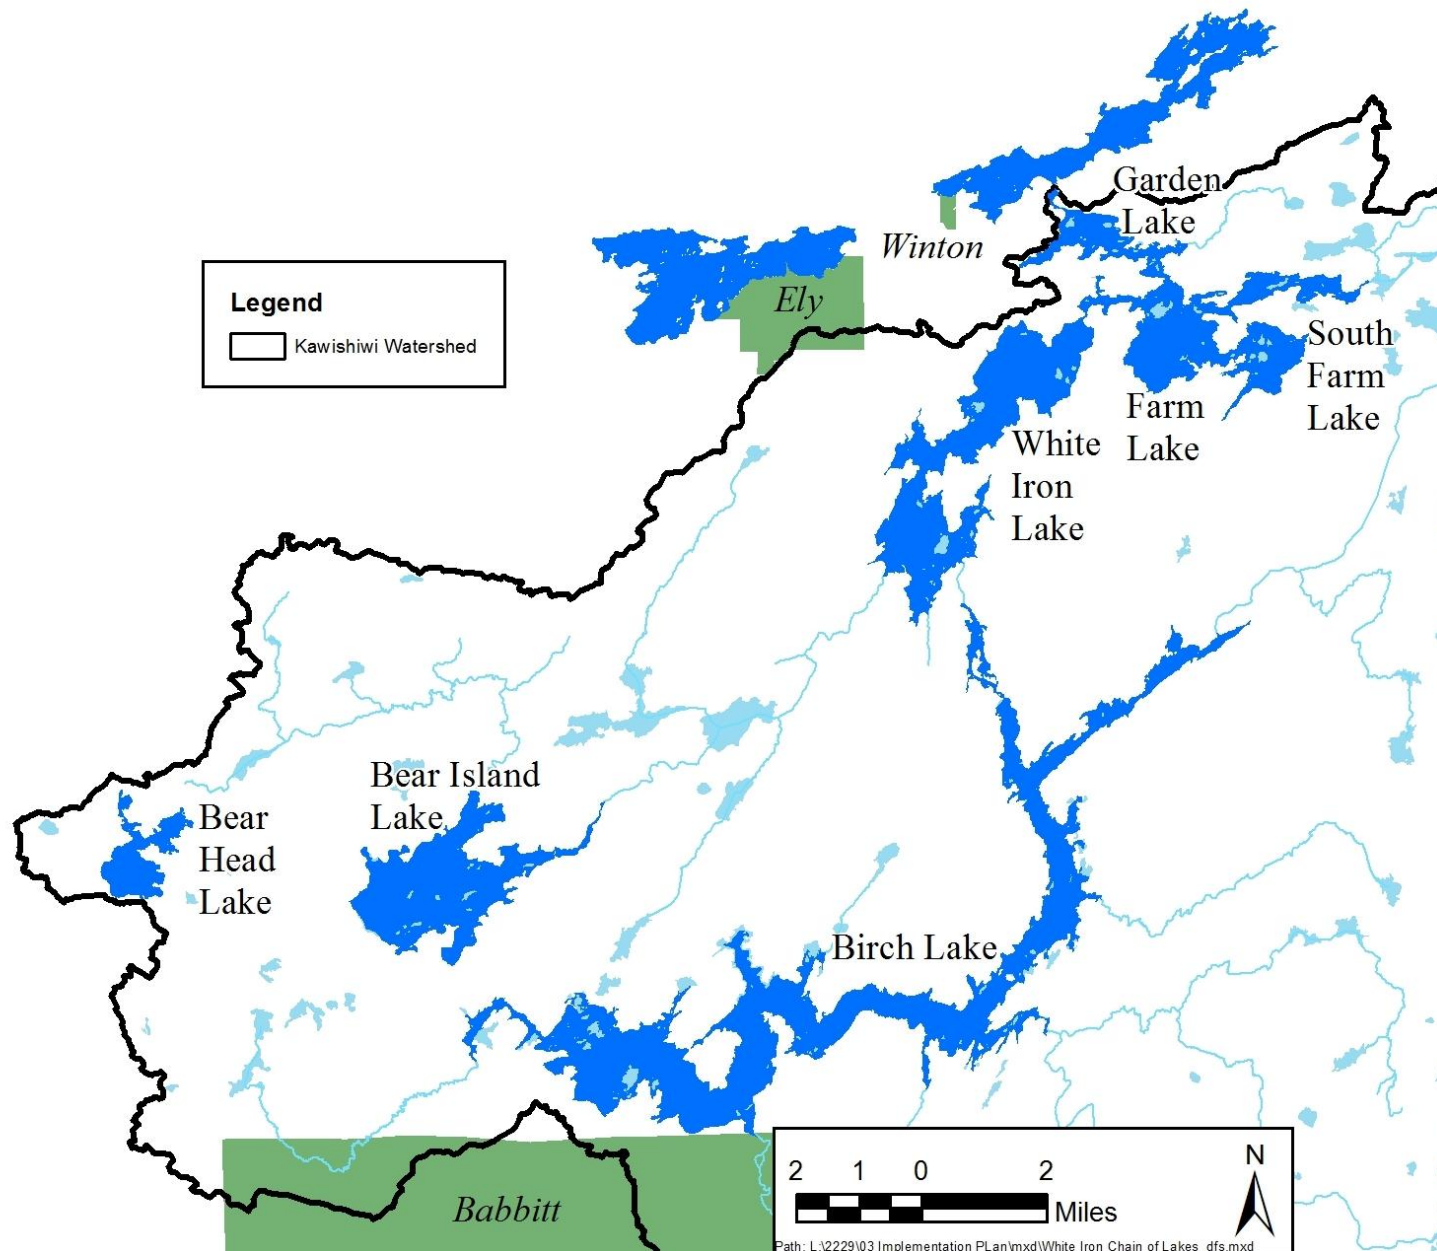 Garden
Lake
Winton
Legend
Kawishiwi Watershed
Ely
South
Farm
Lake
Farm
Lake
White
Iron
Lake
Bear Island
Lake
Bear
Head
Lake
Birch Lake
Babbitt
2 1 0 2
Miles
N
Path: L:\2229\03 Implementation PLan\mxd\White Iron Chain of Lakes_dfs.mxd